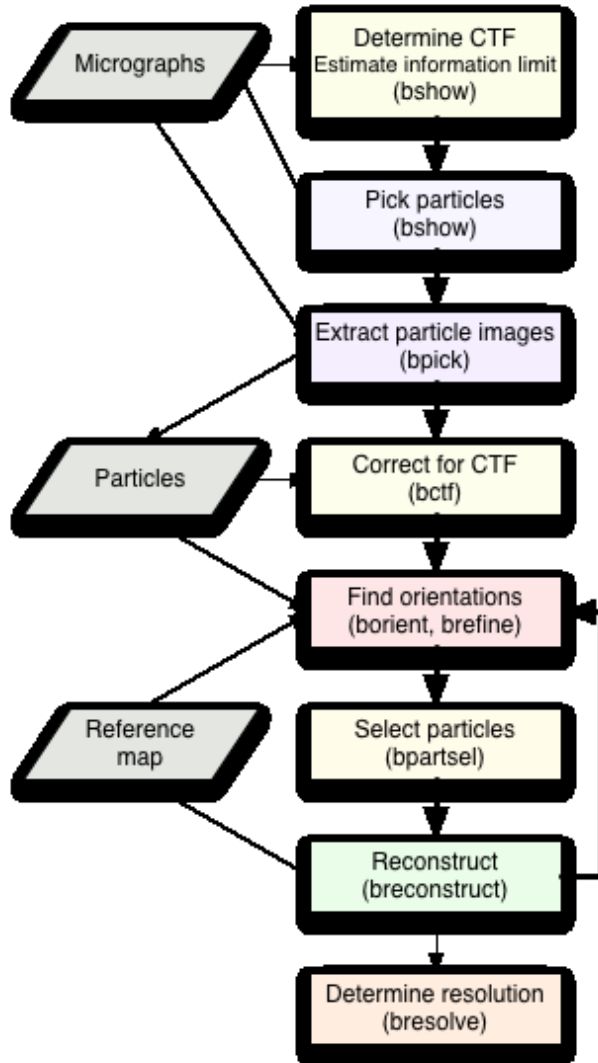 Micrographs
Determine CTF
Estimate information limit
(bshow)
Pick particles
(bshow)
Extract particle images
(bpick)
Particles
Correct for CTF
(bctf)
Find orientations
(borient, brefine)
Reference
map
Select particles
(bpartsel)
Reconstruct
(breconstruct)
Determine resolution
(bresolve)